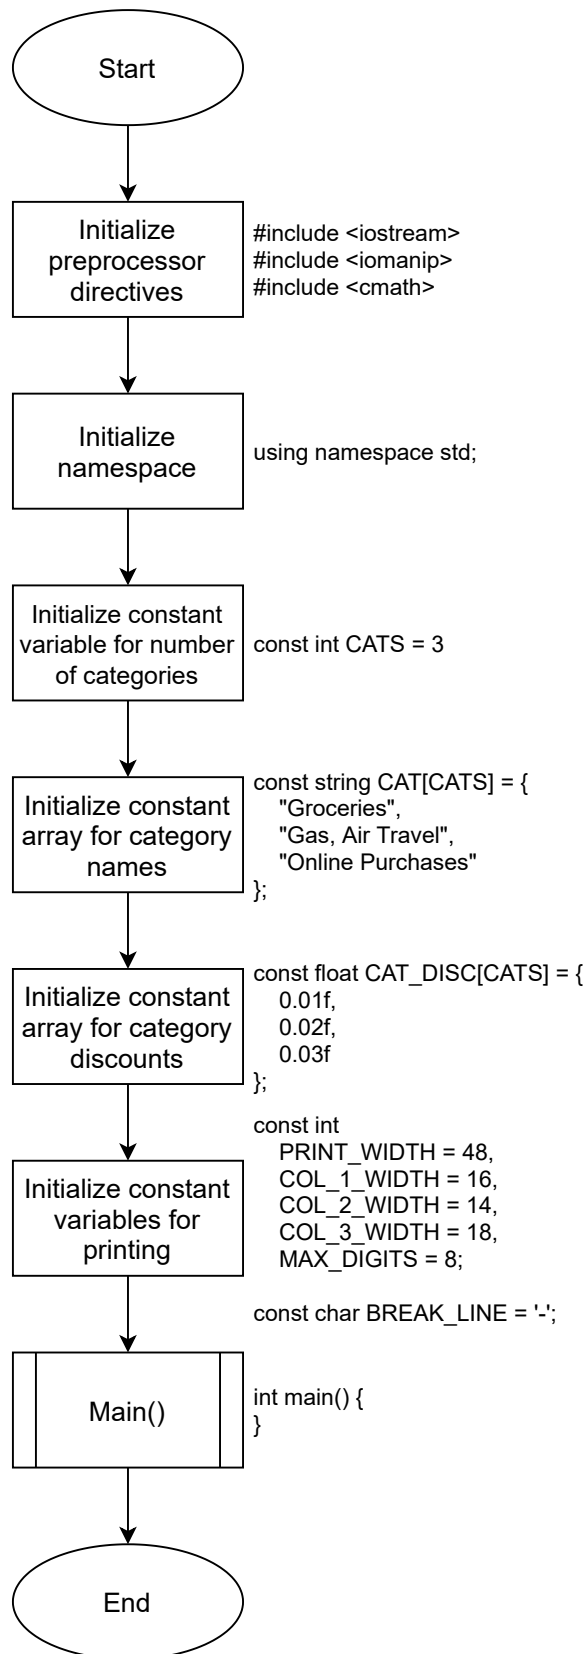 Start
Initialize
preprocessor
directives
#include <iostream>
#include <iomanip>
#include <cmath>
Initialize
namespace
using namespace std;
Initialize constant
variable for number
of categories
const int CATS = 3
Initialize constant
array for category
names
const string CAT[CATS] = {
"Groceries",
"Gas, Air Travel",
"Online Purchases"
};
Initialize constant
array for category
discounts
const float CAT_DISC[CATS] = {
0.01f,
0.02f,
0.03f
};
Initialize constant
variables for
printing
const int
PRINT_WIDTH = 48,
COL_1_WIDTH = 16,
COL_2_WIDTH = 14,
COL_3_WIDTH = 18,
MAX_DIGITS = 8;
const char BREAK_LINE = '-';
Main()
int main() {
}
End